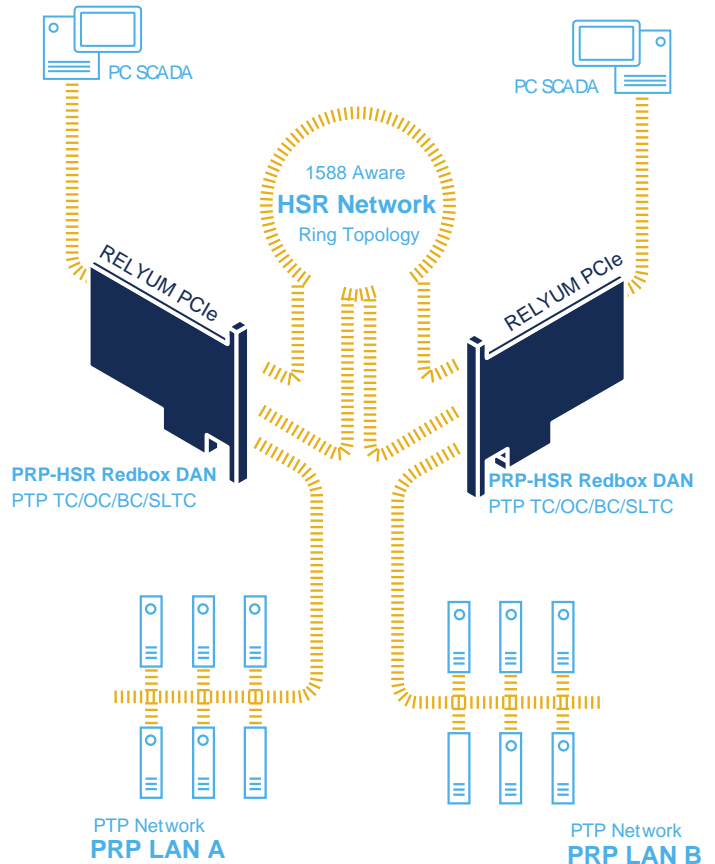 PC SCADA
PC SCADA
1588 Aware
HSR Network
Ring Topology
RELYUM PCIe
RELYUM PCIe
PRP-HSR Redbox DAN
PTP TC/OC/BC/SLTC
PRP-HSR Redbox DAN
PTP TC/OC/BC/SLTC
PTP Network
PRP LAN A
PTP Network
PRP LAN B